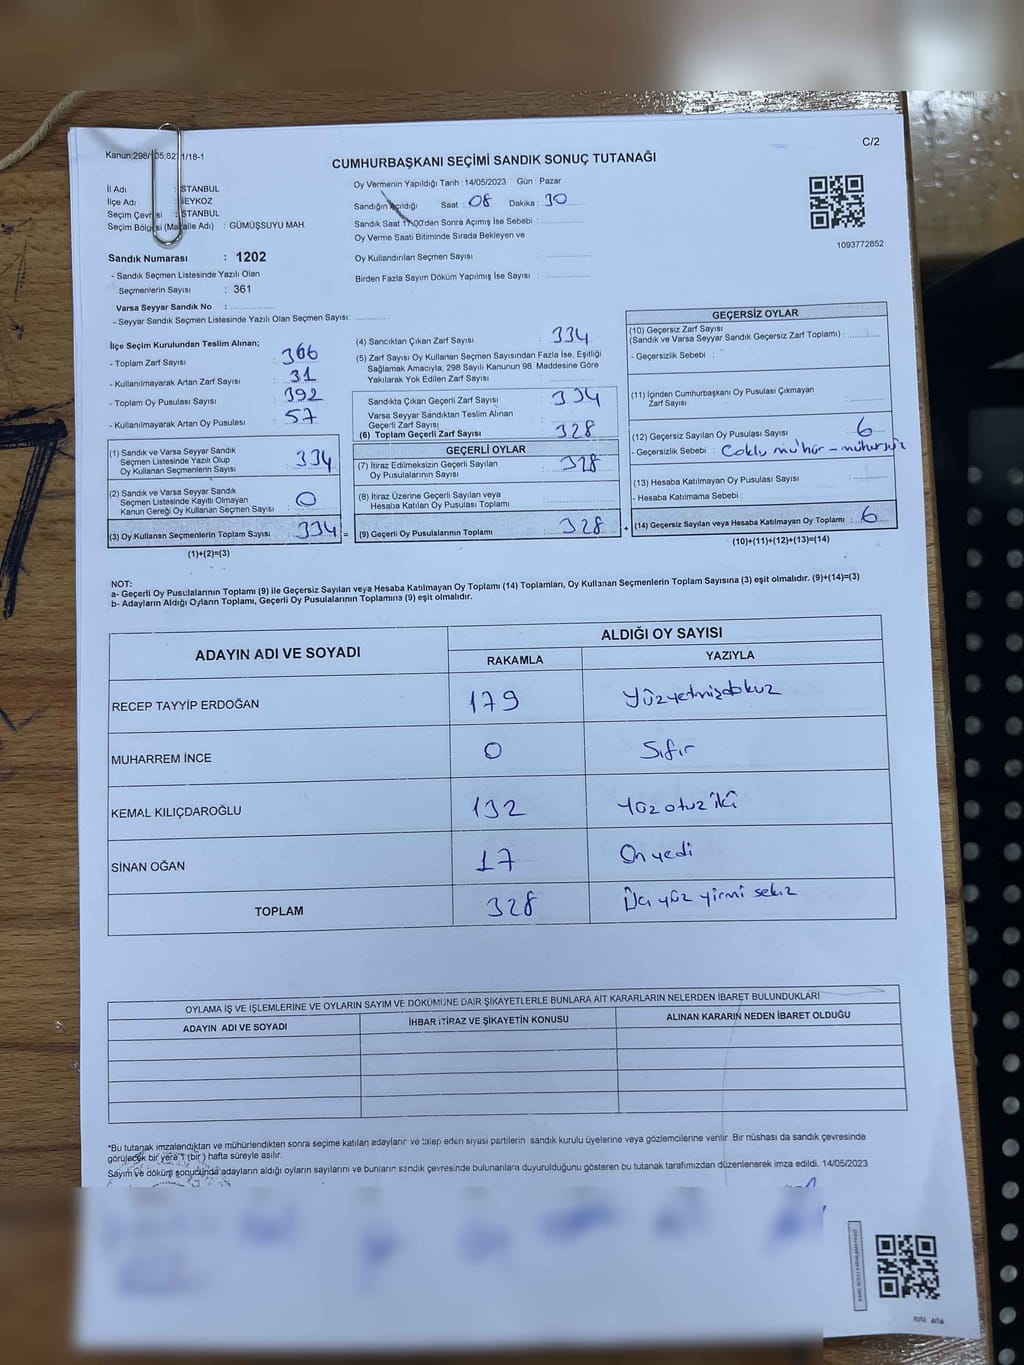 C/2
Kanun:298/105;6271/18-1
CUMHURBAŞKANI SEÇİMİ SANDIK SONUÇ TUTANAĞI
İl Adı : İSTANBUL
İlçe Adı : BEYKOZ
Seçim Çevresi : İSTANBUL
Seçim Bölgesi (Mahalle Adı) : GÜMÜŞSUYU MAH.
Oy Vermenin Yapıldığı Tarih :14/05/2023 Gün : Pazar
Sandığın Açıldığı Saat : 08 Dakika : 30
Sandık Saat 17:00'den Sonra Açımış İse Sebebi :
Oy Verme Saati Bitiminde Sırada Bekleyen ve
Oy Kullandırılan Seçmen Sayısı :
Birden Fazla Sayım Döküm Yapılmış İse Sayısı :
1093772852
Sandık Numarası : 1202
- Sandık Seçmen Listesinde Yazılı Olan
Seçmenlerin Sayısı : 361
Varsa Seyyar Sandık No :
- Seyyar Sandık Seçmen Listesinde Yazılı Olan Seçmen Sayısı:
İlçe Seçim Kurulundan Teslim Alınan;
- Toplam Zarf Sayısı : 366
- Kullanılmayarak Artan Zarf Sayısı : 31
- Toplam Oy Pusulası Sayısı : 392
- Kullanılmayarak Artan Oy Pusulası : 57
(1) Sandık ve Varsa Seyyar Sandık
Seçmen Listesinde Yazılı Olup
Oy Kullanan Seçmenlerin Sayısı : 334
(2) Sandık ve Varsa Seyyar Sandık
Seçmen Listesinde Kayıtlı Olmayan
Kanun Gereği Oy Kullanan Seçmen Sayısı : 0
(3) Oy Kullanan Seçmenlerin Toplam Sayısı : 334 =
(1)+(2)=(3)
(4) Sandıktan Çıkan Zarf Sayısı : 334
(5) Zarf Sayısı Oy Kullanan Seçmen Sayısından Fazla İse, Eşitliği
Sağlamak Amacıyla; 298 Sayılı Kanunun 98. Maddesine Göre
Yakılarak Yok Edilen Zarf Sayısı :
Sandıkta Çıkan Geçerli Zarf Sayısı : 334
Varsa Seyyar Sandıktan Teslim Alınan
Geçerli Zarf Sayısı :
(6) Toplam Geçerli Zarf Sayısı : 328
GEÇERLİ OYLAR
(7) İtiraz Edilmeksizin Geçerli Sayılan
Oy Pusulasının Sayısı : 328
(8) İtiraz Üzerine Geçerli Sayılan veya
Hesaba Katılan Oy Pusulası Toplamı :
(9) Geçerli Oy Pusulalarının Toplamı : 328 +
GEÇERSİZ OYLAR
(10) Geçersiz Zarf Sayısı
(Sandık ve Varsa Seyyar Sandık Geçersiz Zarf Toplamı) :
- Geçersizlik Sebebi :
(11) İçinden Cumhurbaşkanı Oy Pusulası Çıkmayan
Zarf Sayısı :
(12) Geçersiz Sayılan Oy Pusulası Sayısı : 6
- Geçersizlik Sebebi : Çoklu mühür - mühürsüz
(13) Hesaba Katılmayan Oy Pusulası Sayısı :
- Hesaba Katılmama Sebebi :
(14) Geçersiz Sayılan veya Hesaba Katılmayan Oy Toplamı : 6
(10)+(11)+(12)+(13)=(14)
NOT:
a- Geçerli Oy Pusulalarının Toplamı (9) ile Geçersiz Sayılan veya Hesaba Katılmayan Oy Toplamı (14) Toplamları, Oy Kullanan Seçmenlerin Toplam Sayısına (3) eşit olmalıdır. (9)+(14)=(3)
b- Adayların Aldığı Oyların Toplamı, Geçerli Oy Pusulalarının Toplamına (9) eşit olmalıdır.
ADAYIN ADI VE SOYADI
ALDIĞI OY SAYISI
RAKAMLA YAZIYLA
RECEP TAYYİP ERDOĞAN 179 Yüzyetmişdokuz
MUHARREM İNCE 0 Sıfır
KEMAL KILIÇDAROĞLU 132 Yüz otuz iki
SİNAN OĞAN 17 On yedi
TOPLAM 328 yüz yirmi sekiz
OYLAMA İŞ VE İŞLEMLERİNE VE OYLARIN SAYIM VE DÖKÜMÜNE DAİR ŞİKAYETLERLE BUNLARA AİT KARARLARIN NELERDEN İBARET BULUNDUKLARI
ADAYIN ADI VE SOYADI İHBAR İTİRAZ VE ŞİKAYETİN KONUSU ALINAN KARARIN NEDEN İBARET OLDUĞU
*Bu tutanak imzalandıktan ve mühürlendikten sonra seçime katılan adayların ve talep eden siyasi partilerin sandık kurulu üyelerine veya gözlemcilerine verilir. Bir nüshası da sandık çevresinde
görülecek bir yere 1 (bir) hafta süreyle asılır.
Sayım ve döküm sonucunda adayların aldığı oyların sayılarını ve bunların sandık çevresinde bulunanlara duyurulduğunu gösteren bu tutanak tarafımızdan düzenlenerek imza edildi. 14/05/2023